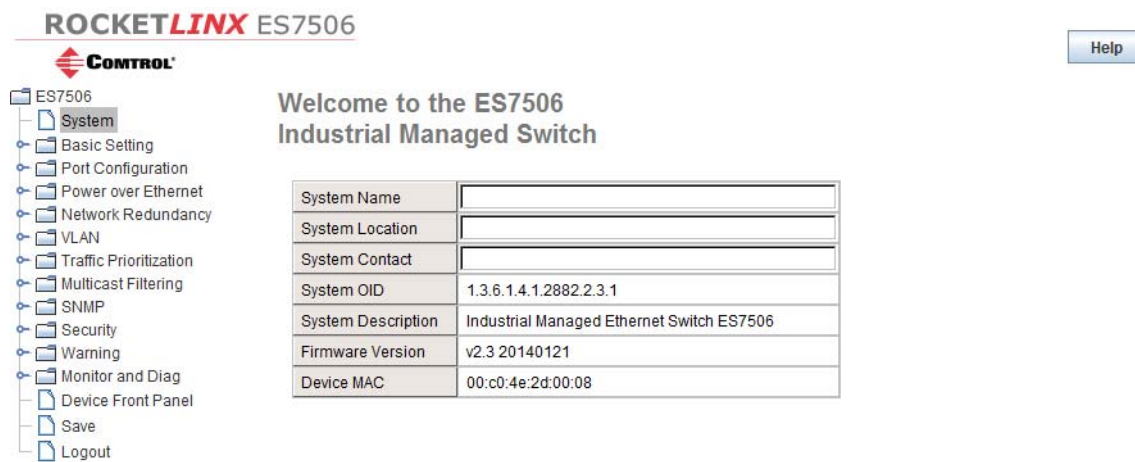 ROCKETLINX ES7506
COMTROL
Help
ES7506
System
Basic Setting
Port Configuration
Power over Ethernet
Network Redundancy
VLAN
Traffic Prioritization
Multicast Filtering
SNMP
Security
Warning
Monitor and Diag
Device Front Panel
Save
Logout
Welcome to the ES7506
Industrial Managed Switch
System Name
System Location
System Contact
System OID 1.3.6.1.4.1.2882.2.3.1
System Description Industrial Managed Ethernet Switch ES7506
Firmware Version v2.3 20140121
Device MAC 00:c0:4e:2d:00:08